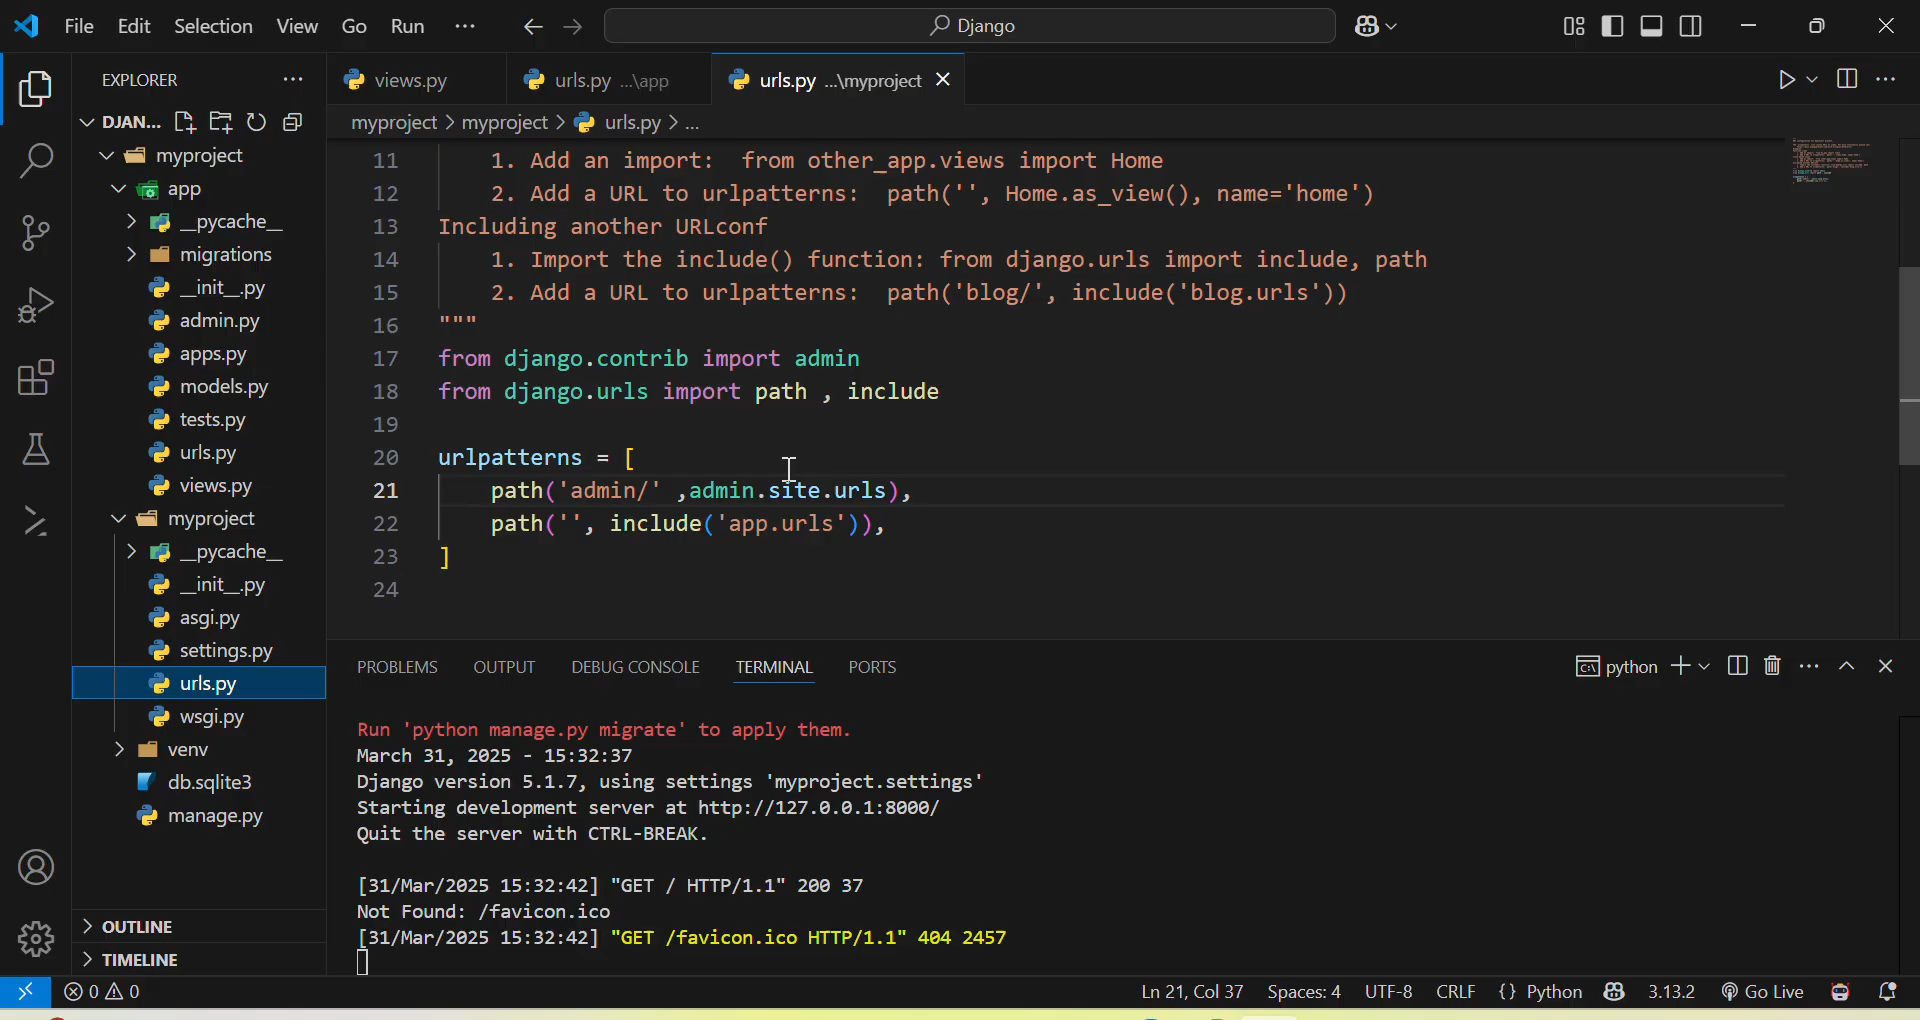 File Edit Selection View Go Run ... Django
EXPLORER ...
views.py
urls.py ...\app
urls.py ...\myproject
DJAN...
myproject > myproject > urls.py > ...
myproject
app
__pycache__
migrations
__init__.py
admin.py
apps.py
models.py
tests.py
urls.py
views.py
myproject
__pycache__
__init__.py
asgi.py
settings.py
urls.py
wsgi.py
venv
db.sqlite3
manage.py
OUTLINE
TIMELINE
11 1. Add an import:  from other_app.views import Home
12 2. Add a URL to urlpatterns:  path('', Home.as_view(), name='home')
13 Including another URLconf
14 1. Import the include() function: from django.urls import include, path
15 2. Add a URL to urlpatterns:  path('blog/', include('blog.urls'))
16 """
17 from django.contrib import admin
18 from django.urls import path , include
19
20 urlpatterns = [
21 path('admin/' ,admin.site.urls),
22 path('', include('app.urls')),
23 ]
24
PROBLEMS OUTPUT DEBUG CONSOLE TERMINAL PORTS python
Run 'python manage.py migrate' to apply them.
March 31, 2025 - 15:32:37
Django version 5.1.7, using settings 'myproject.settings'
Starting development server at http://127.0.0.1:8000/
Quit the server with CTRL-BREAK.
[31/Mar/2025 15:32:42] "GET / HTTP/1.1" 200 37
Not Found: /favicon.ico
[31/Mar/2025 15:32:42] "GET /favicon.ico HTTP/1.1" 404 2457
0 0 Ln 21, Col 37 Spaces: 4 UTF-8 CRLF {} Python 3.13.2 Go Live